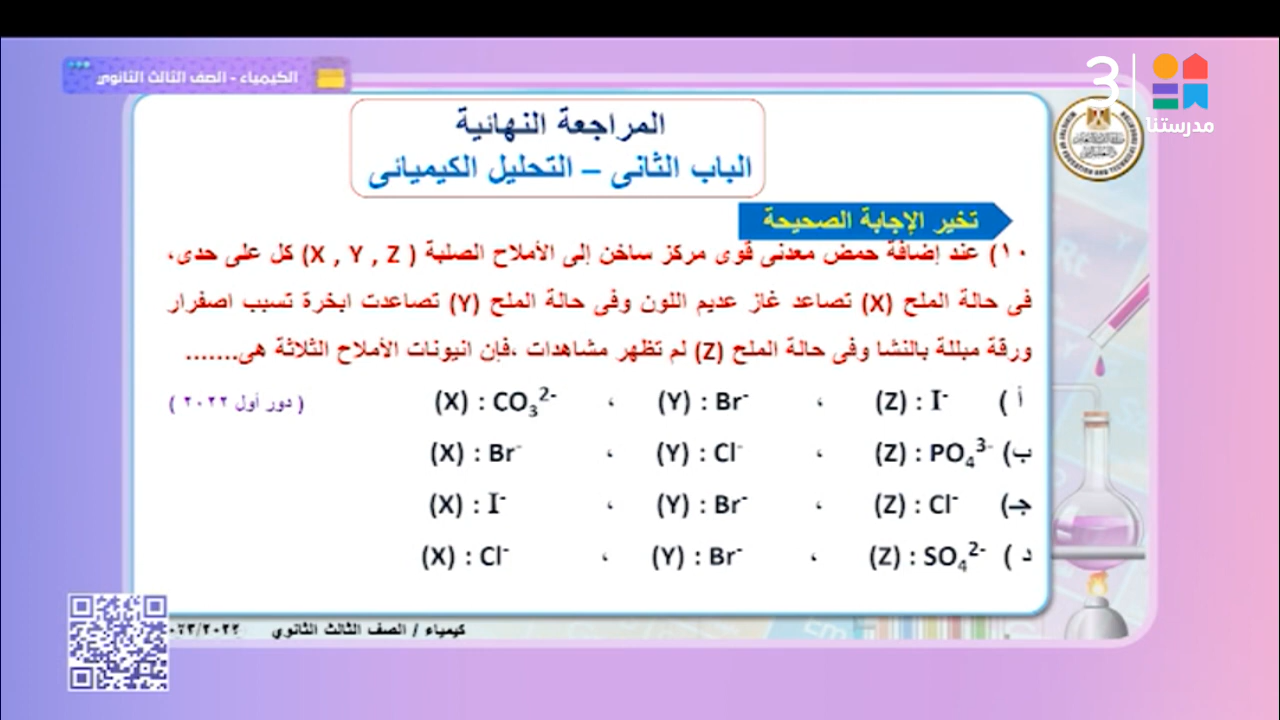 3
مدرستنا
الكيمياء - الصف الثالث الثانوي
المراجعة النهائية
الباب الثانى – التحليل الكيميائى
تخير الإجابة الصحيحة
١٠) عند إضافة حمض معدنى قوى مركز ساخن إلى الأملاح الصلبة ( X , Y , Z) كل على حدى،
فى حالة الملح (X) تصاعد غاز عديم اللون وفى حالة الملح (Y) تصاعدت ابخرة تسبب اصفرار
ورقة مبللة بالنشا وفى حالة الملح (Z) لم تظهر مشاهدات ،فإن انيونات الأملاح الثلاثة هى.......
أ ) (Z) : I⁻ ، (Y) : Br⁻ ، (X) : CO₃²⁻ ( دور أول ٢٠٢٢ )
ب) (Z) : PO₄³⁻ ، (Y) : Cl⁻ ، (X) : Br⁻
جـ) (Z) : Cl⁻ ، (Y) : Br⁻ ، (X) : I⁻
د ) (Z) : SO₄²⁻ ، (Y) : Br⁻ ، (X) : Cl⁻
كيمياء / الصف الثالث الثانوي ٢٠٢٣/٢٠٢٢